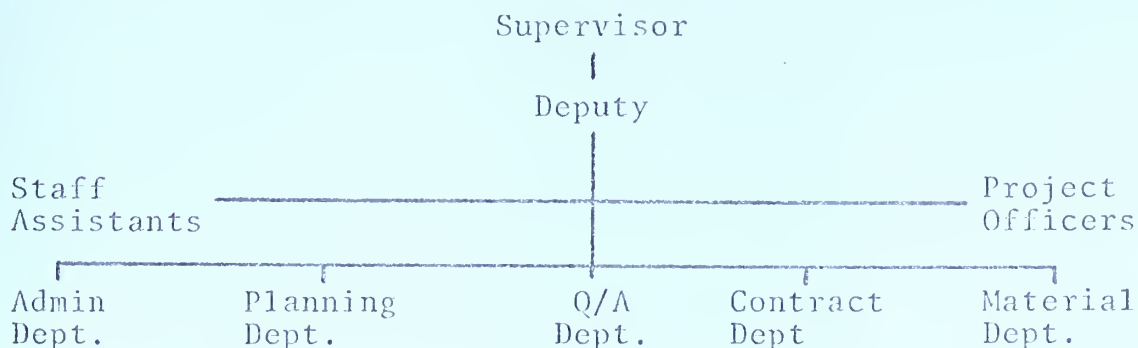 Supervisor
Deputy
Staff
Assistants
Project
Officers
Admin
Dept.
Planning
Dept.
Q/A
Dept.
Contract
Dept
Material
Dept.